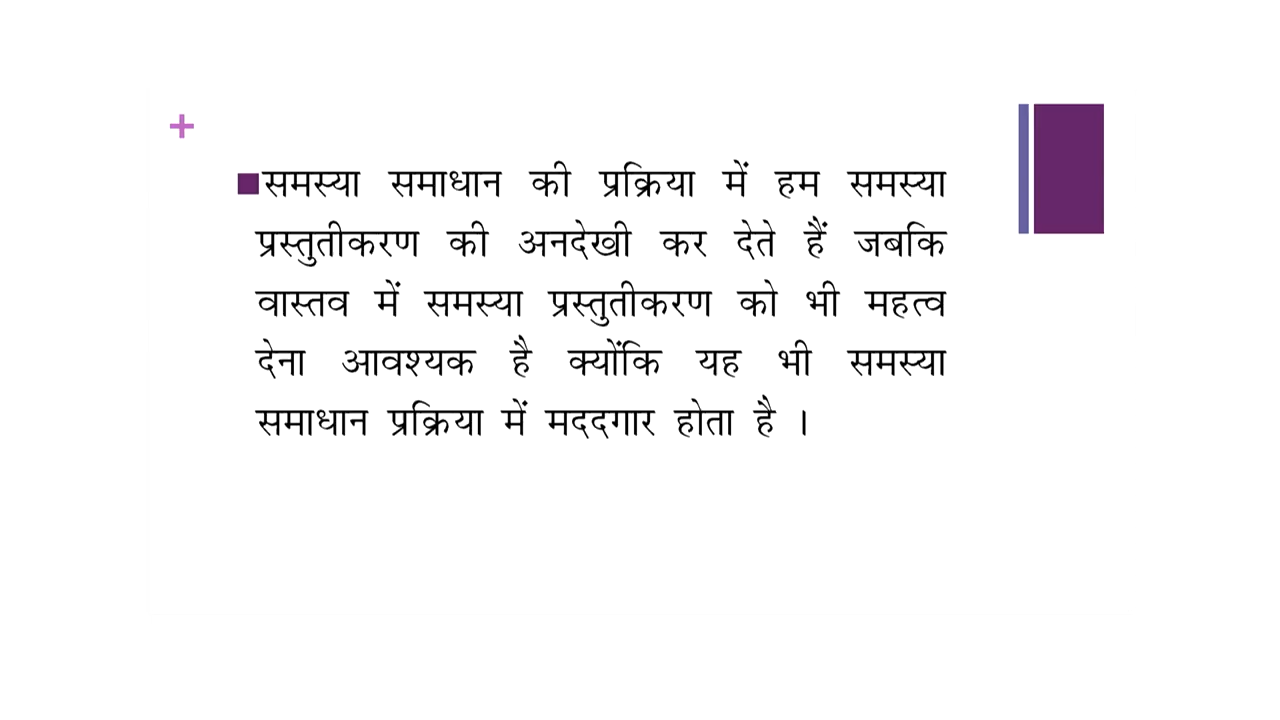 समस्या समाधान की प्रक्रिया में हम समस्या
प्रस्तुतीकरण की अनदेखी कर देते हैं जबकि
वास्तव में समस्या प्रस्तुतीकरण को भी महत्व
देना आवश्यक है क्योंकि यह भी समस्या
समाधान प्रक्रिया में मददगार होता है ।